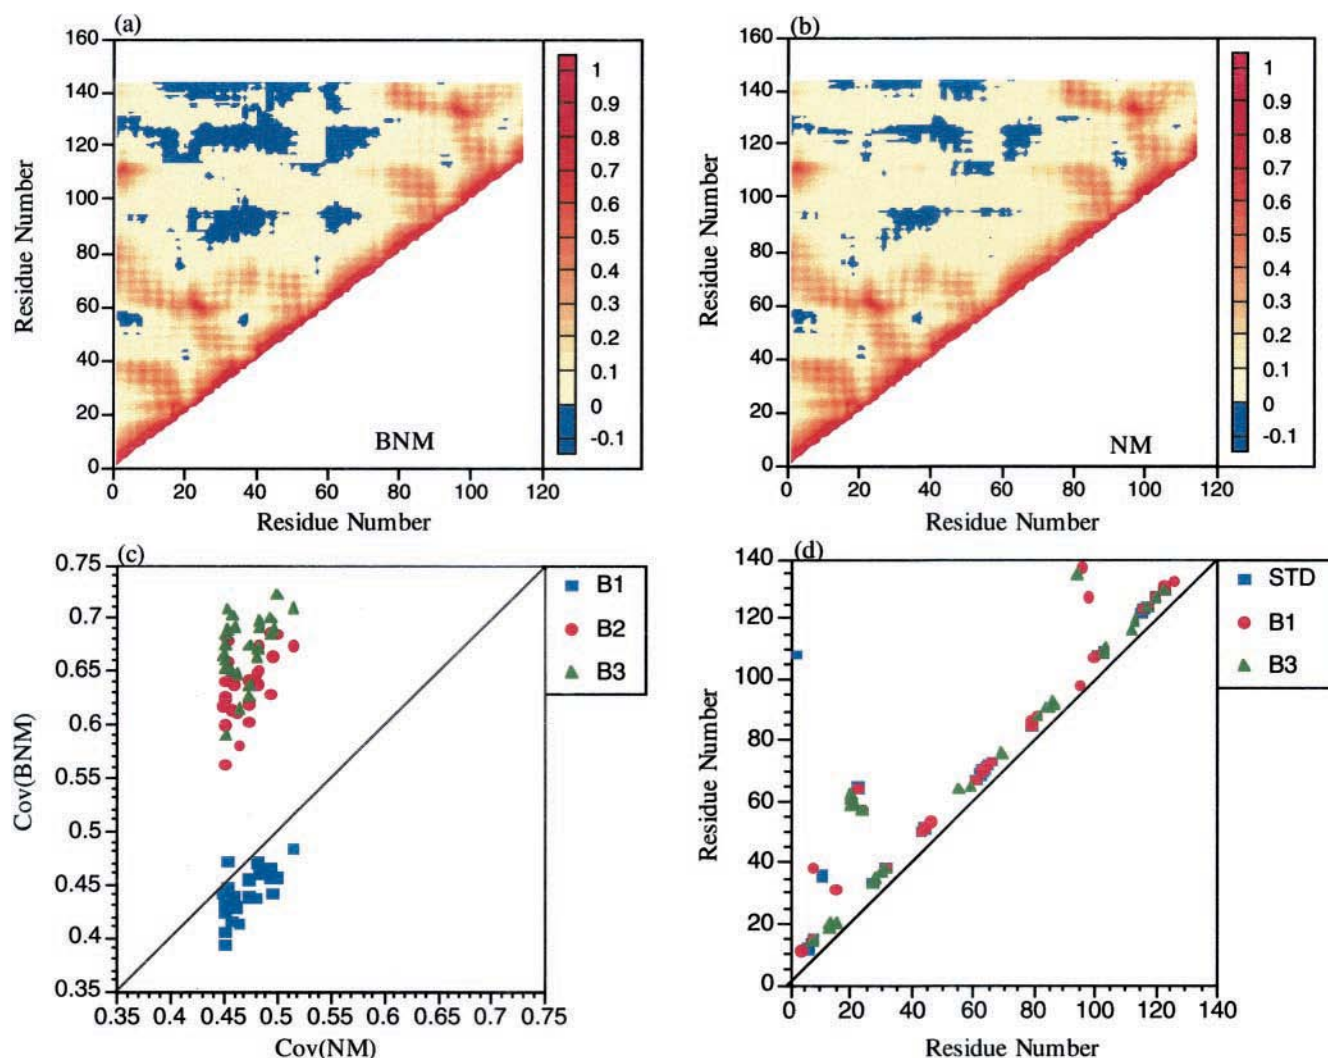 (a)
160
140
120
100
80
60
40
20
0
Residue Number
BNM
0 20 40 60 80 100 120
Residue Number
1
0.9
0.8
0.7
0.6
0.5
0.4
0.3
0.2
0.1
0
-0.1
(b)
160
140
120
100
80
60
40
20
0
Residue Number
NM
0 20 40 60 80 100 120
Residue Number
1
0.9
0.8
0.7
0.6
0.5
0.4
0.3
0.2
0.1
0
-0.1
(c)
0.75
0.7
0.65
0.6
0.55
0.5
0.45
0.4
0.35
Cov(BNM)
0.35 0.45 0.5 0.55 0.6 0.65 0.7 0.75
Cov(NM)
B1
B2
B3
(d)
140
120
100
80
60
40
20
0
Residue Number
0 20 40 60 80 100 120 140
Residue Number
STD
B1
B3